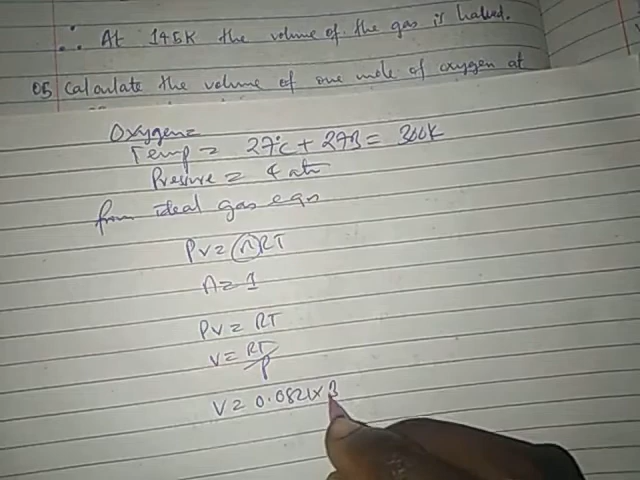 ∴ At 145K the volume of the gas is halved.
05 Calculate the volume of one mole of oxygen at
Oxygen =
Temp = 27°C + 273 = 300K
Pressure = 4 atm
from ideal gas eqn
PV = nRT
n = 1
PV = RT
V = RT/P
V = 0.0821 × 3